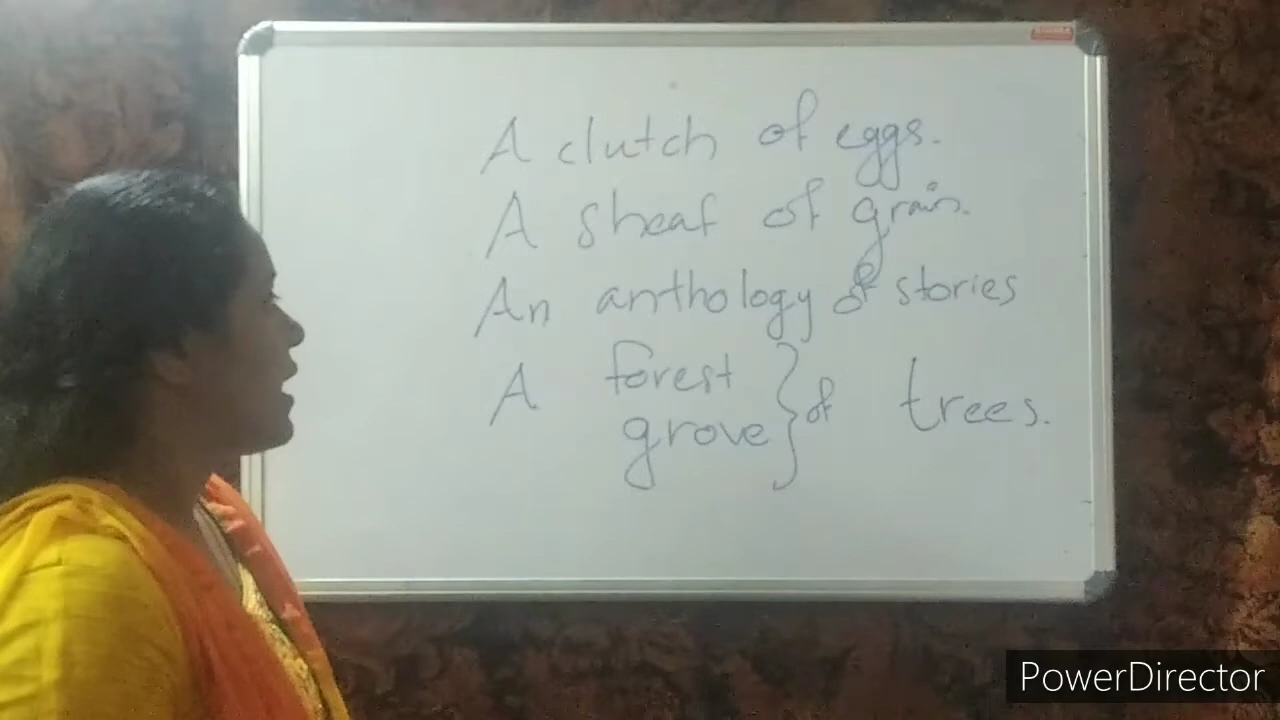 A clutch of eggs.
A sheaf of grain.
An anthology of stories
A forest } of trees.
grove
PowerDirector